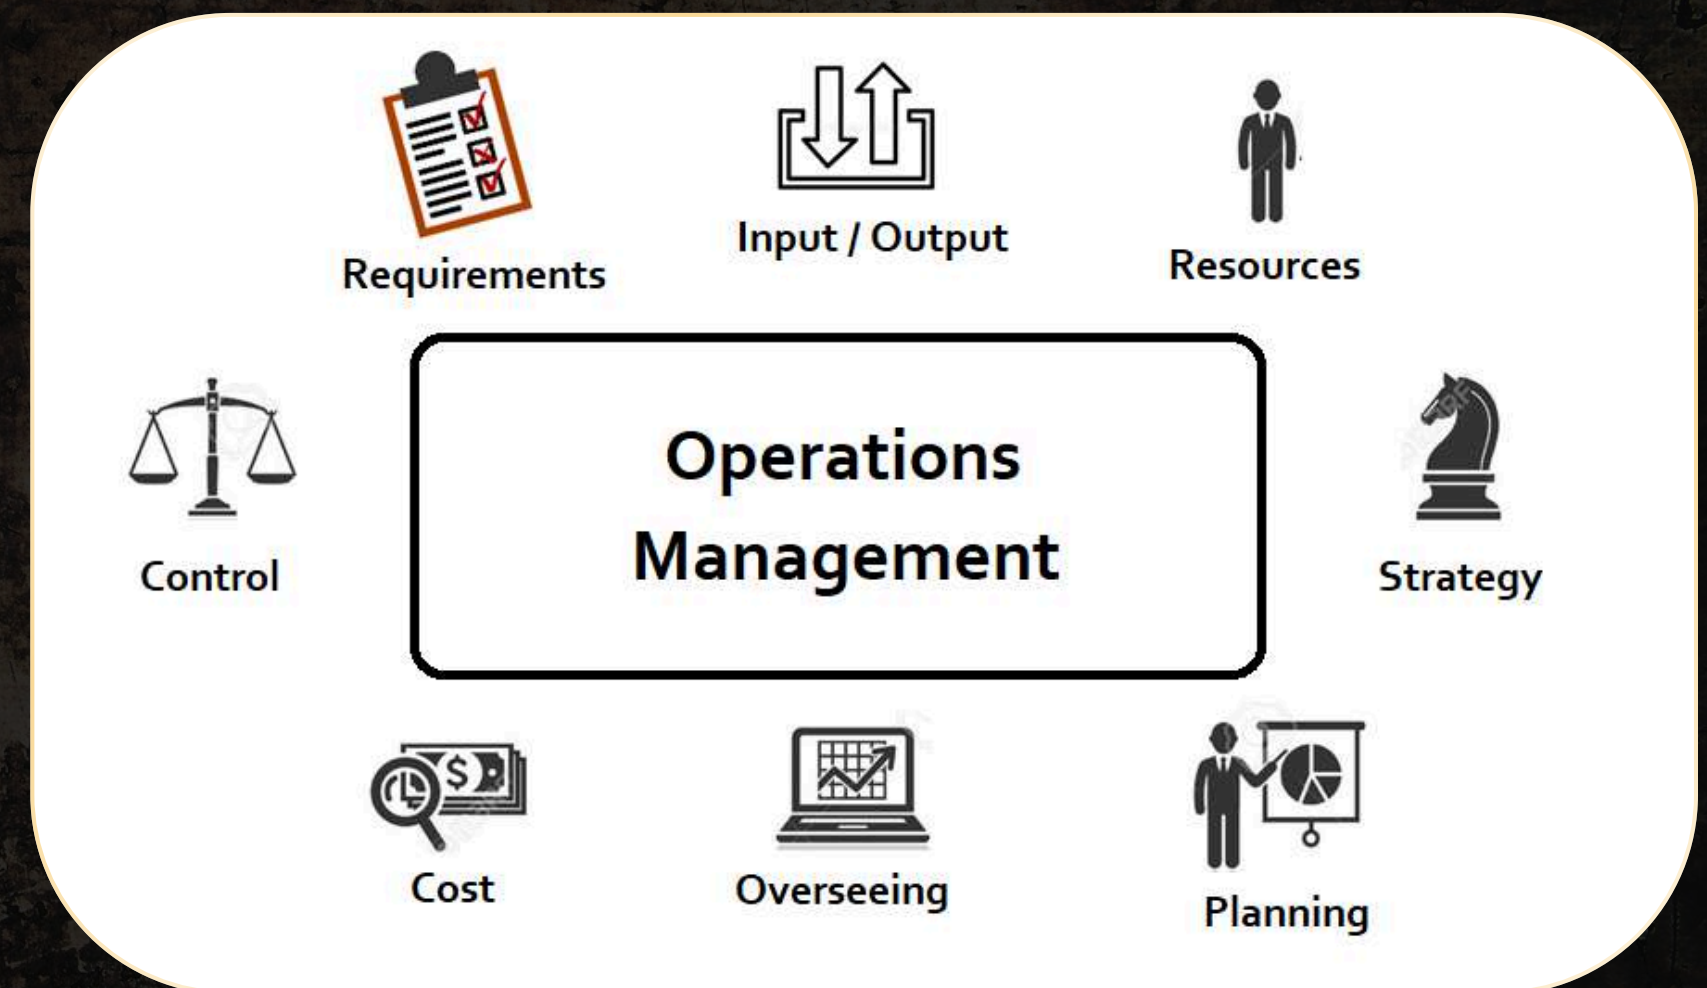 Requirements
Input / Output
Resources
Control
Operations
Management
Strategy
Cost
Overseeing
Planning